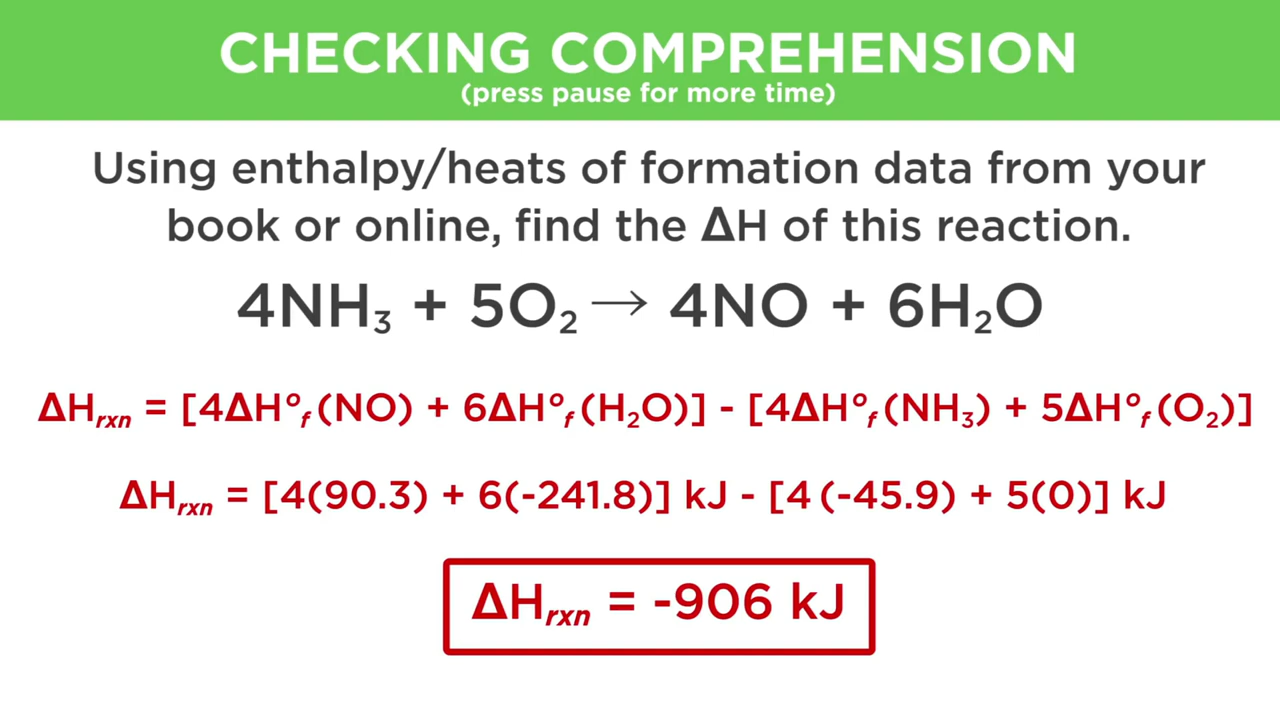 CHECKING COMPREHENSION
(press pause for more time)
Using enthalpy/heats of formation data from your
book or online, find the ΔH of this reaction.
4NH₃ + 5O₂ → 4NO + 6H₂O
ΔHrxn = [4ΔH°f (NO) + 6ΔH°f (H₂O)] - [4ΔH°f (NH₃) + 5ΔH°f (O₂)]
ΔHrxn = [4(90.3) + 6(-241.8)] kJ - [4 (-45.9) + 5(0)] kJ
ΔHrxn = -906 kJ